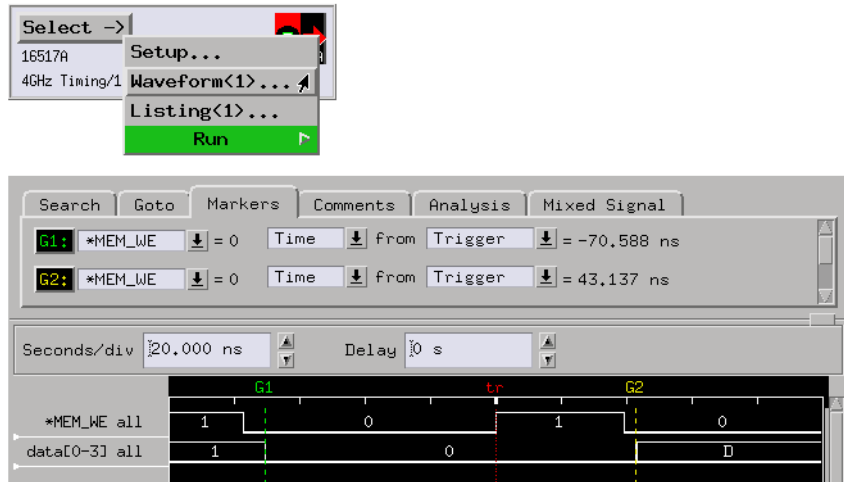 Select ->
16517A
4GHz Timing/1
Setup...
Waveform<1>...
Listing<1>...
Run
Search Goto Markers Comments Analysis Mixed Signal
G1: *MEM_WE = 0 Time from Trigger = -70.588 ns
G2: *MEM_WE = 0 Time from Trigger = 43.137 ns
Seconds/div 20.000 ns Delay 0 s
G1 tr G2
*MEM_WE all 1 0 1 0
data[0-3] all 1 0 D